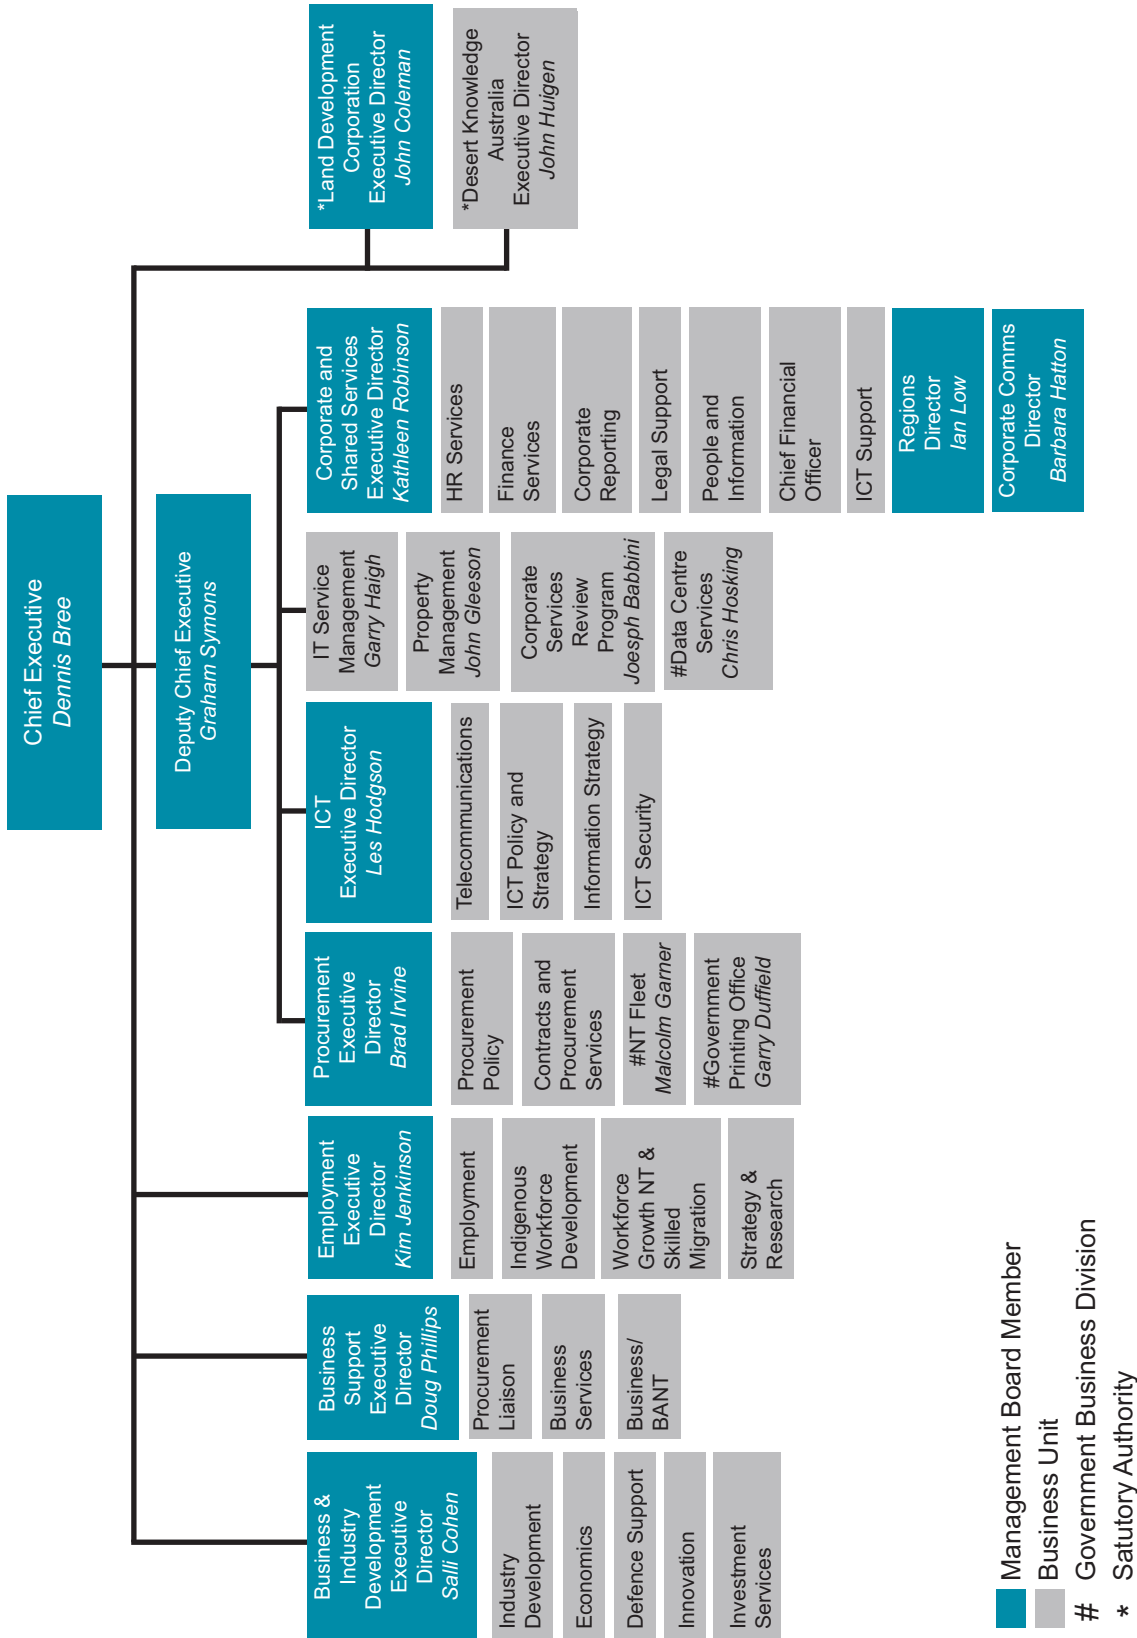 Chief Executive
Dennis Bree
Deputy Chief Executive
Graham Symons
Business &
Industry
Development
Executive
Director
Salli Cohen
Industry
Development
Economics
Defence Support
Innovation
Investment
Services
Business
Support
Executive
Director
Doug Phillips
Procurement
Liaison
Business
Services
Business/
BANT
Employment
Executive
Director
Kim Jenkinson
Employment
Indigenous
Workforce
Development
Workforce
Growth NT &
Skilled
Migration
Strategy &
Research
Procurement
Executive
Director
Brad Irvine
Procurement
Policy
Contracts and
Procurement
Services
#NT Fleet
Malcolm Garner
#Government
Printing Office
Garry Duffield
ICT
Executive Director
Les Hodgson
Telecommunications
ICT Policy and
Strategy
Information Strategy
ICT Security
IT Service
Management
Garry Haigh
Property
Management
John Gleeson
Corporate
Services
Review
Program
Joesph Babbini
#Data Centre
Services
Chris Hosking
Corporate and
Shared Services
Executive Director
Kathleen Robinson
HR Services
Finance
Services
Corporate
Reporting
Legal Support
People and
Information
Chief Financial
Officer
ICT Support
Regions
Director
Ian Low
Corporate Comms
Director
Barbara Hatton
*Land Development
Corporation
Executive Director
John Coleman
*Desert Knowledge
Australia
Executive Director
John Huigen
Management Board Member
Business Unit
# Government Business Division
* Satutory Authority